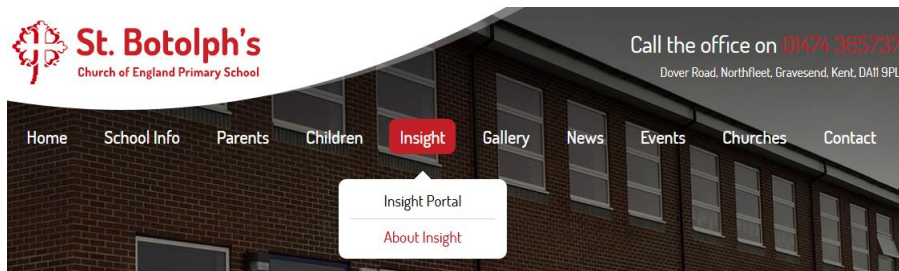 St. Botolph's
Church of England Primary School
Call the office on 01474 365737
Dover Road, Northfleet, Gravesend, Kent, DA11 9PL
Home School Info Parents Children Insight Gallery News Events Churches Contact
Insight Portal
About Insight